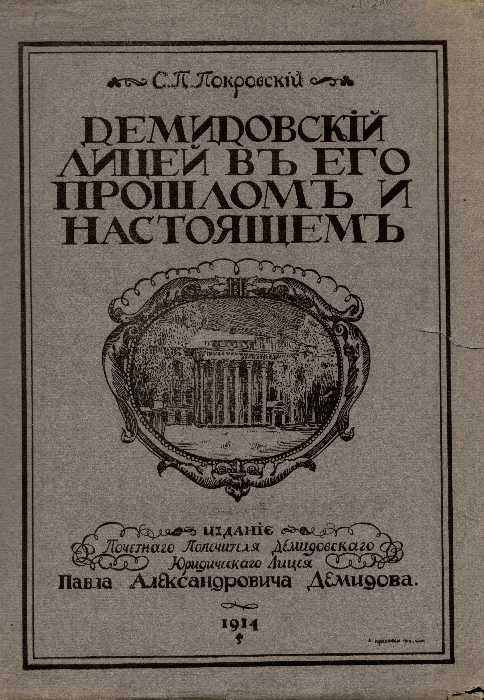 С. П. Покровскій
ДЕМИДОВСКІЙ
ЛИЦЕЙ ВЪ ЕГО
ПРОШЛОМЪ И
НАСТОЯЩЕМЪ
ИЗДАНІЕ
Почетнаго Попечителя Демидовскаго
Юридическаго Лицея
Павла Александровича Демидова.
1914